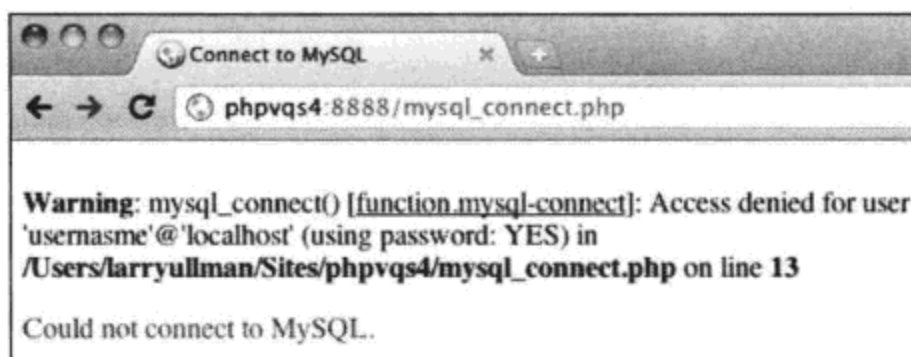 Connect to MySQL
phpvqs4:8888/mysql_connect.php
Warning: mysql_connect() [function.mysql-connect]: Access denied for user
'usernasme'@'localhost' (using password: YES) in
/Users/larryullman/Sites/phpvqs4/mysql_connect.php on line 13
Could not connect to MySQL..